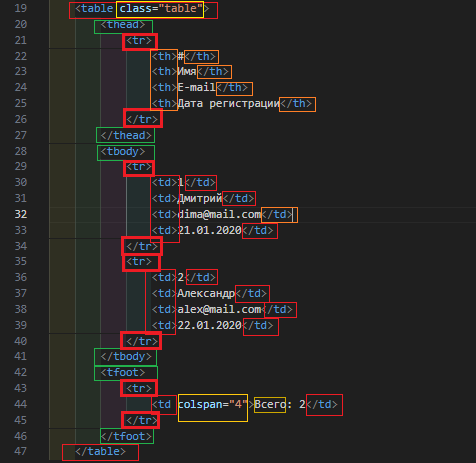 19 <table class="table">
20 <thead>
21 <tr>
22 <th>#</th>
23 <th>Имя</th>
24 <th>E-mail</th>
25 <th>Дата регистрации</th>
26 </tr>
27 </thead>
28 <tbody>
29 <tr>
30 <td>1</td>
31 <td>Дмитрий</td>
32 <td>dima@mail.com</td>
33 <td>21.01.2020</td>
34 </tr>
35 <tr>
36 <td>2</td>
37 <td>Александр</td>
38 <td>alex@mail.com</td>
39 <td>22.01.2020</td>
40 </tr>
41 </tbody>
42 <tfoot>
43 <tr>
44 <td colspan="4">Всего: 2</td>
45 </tr>
46 </tfoot>
47 </table>